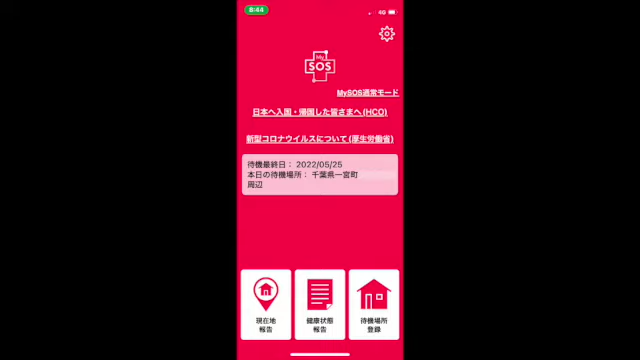 8:44
4G
My
SOS
MySOS通常モード
日本へ入国・帰国した皆さまへ(HCO)
新型コロナウイルスについて(厚生労働省)
待機最終日： 2022/05/25
本日の待機場所： 千葉県一宮町
周辺
現在地
報告
健康状態
報告
待機場所
登録